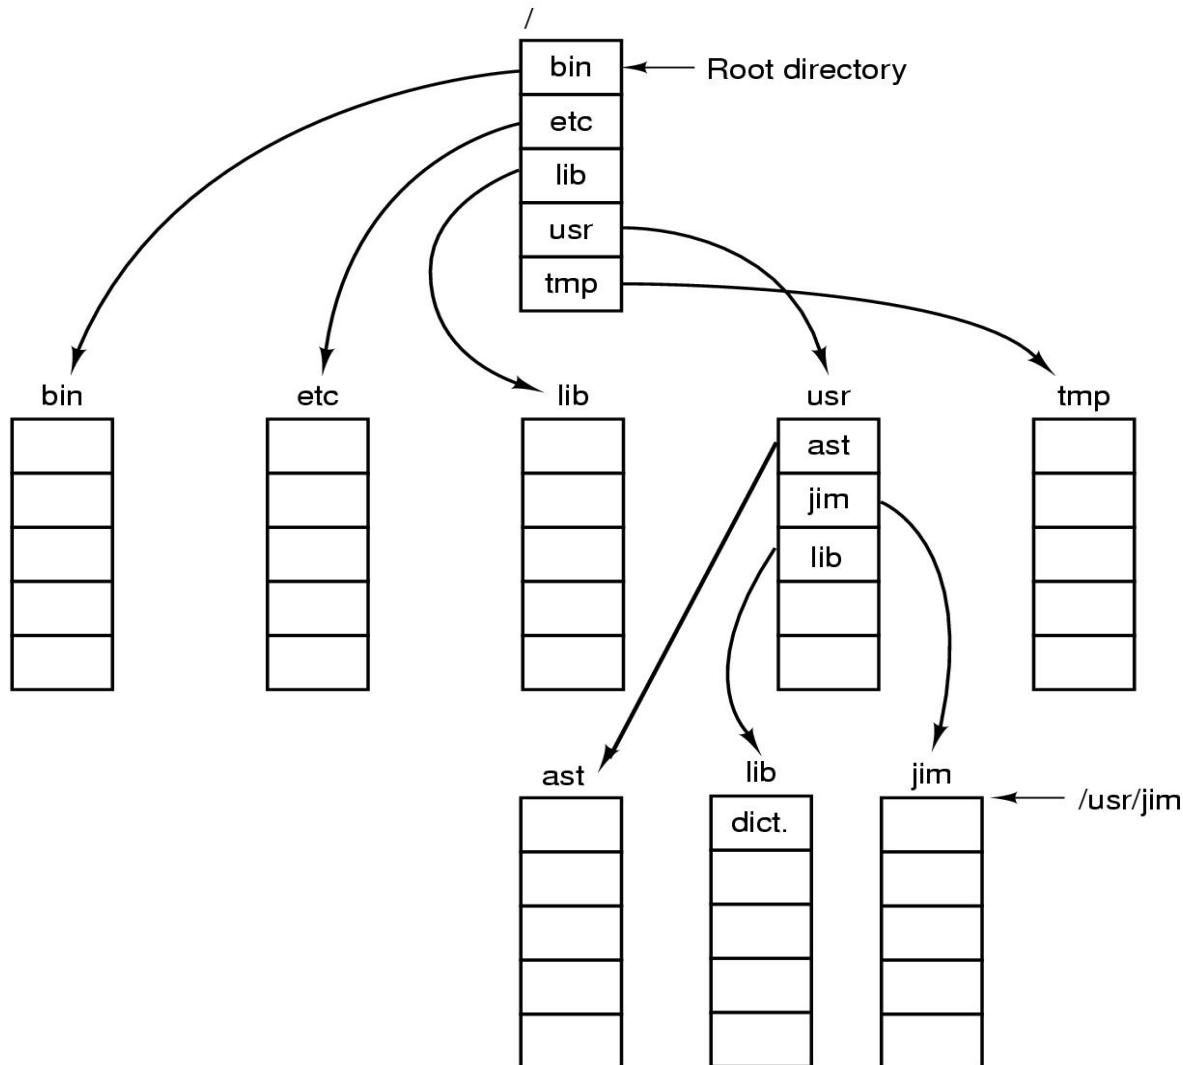 /
bin
Root directory
etc
lib
usr
tmp
bin
etc
lib
usr
tmp
ast
jim
lib
ast
lib
jim
dict.
/usr/jim